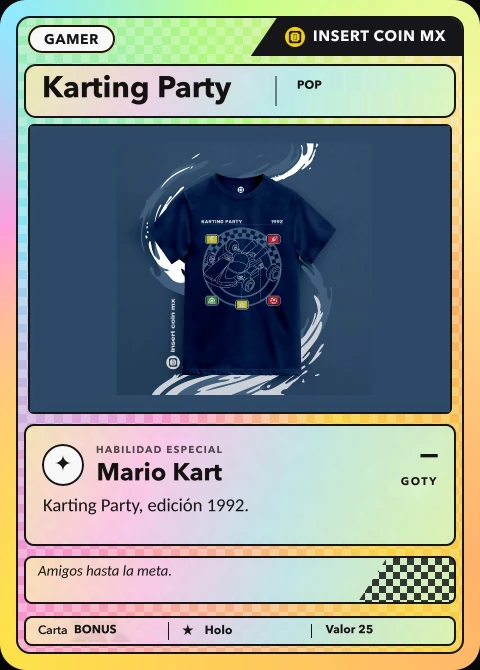 GAMER
INSERT COIN MX
Karting Party
POP
KARTING PARTY 1992
insert coin mx
HABILIDAD ESPECIAL
Mario Kart
—
GOTY
Karting Party, edición 1992.
Amigos hasta la meta.
Carta BONUS
★ Holo
Valor 25